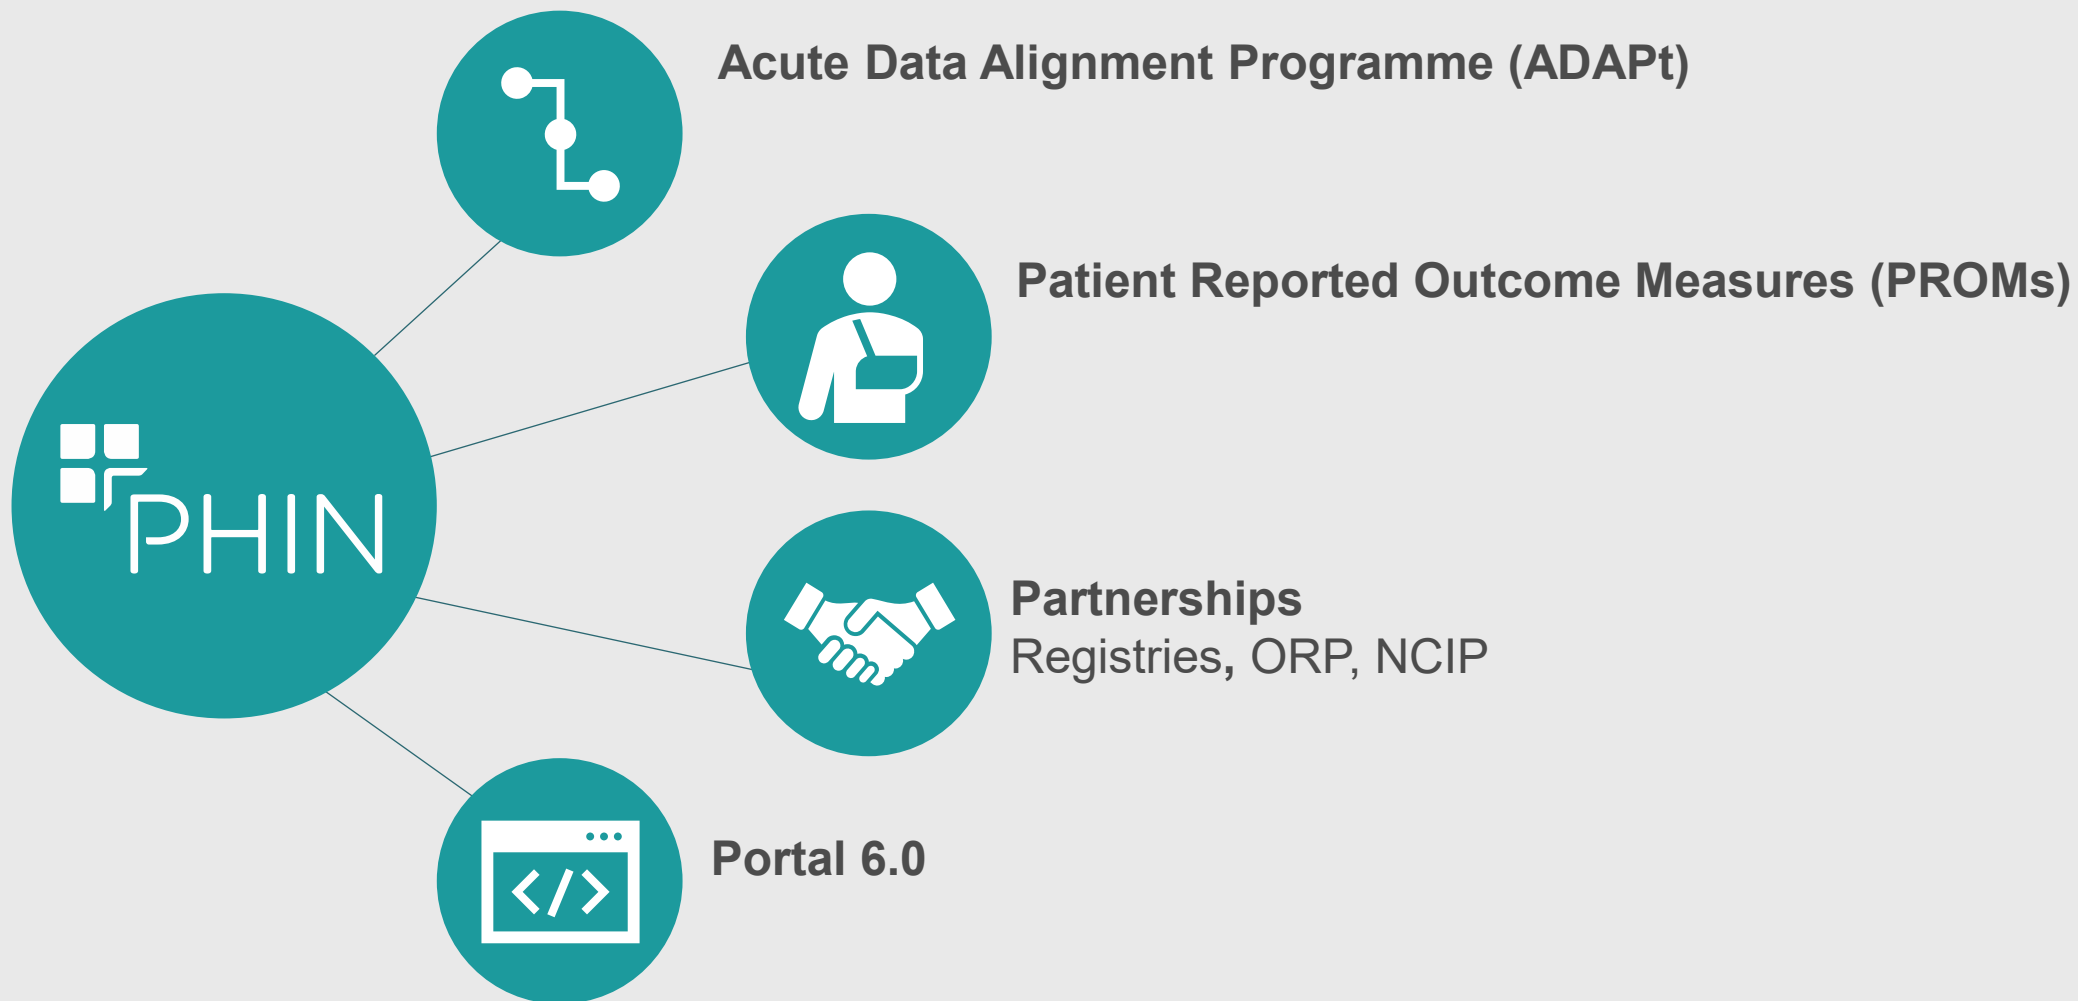 Acute Data Alignment Programme (ADAPt)
Patient Reported Outcome Measures (PROMs)
PHIN
Partnerships
Registries, ORP, NCIP
Portal 6.0
</>